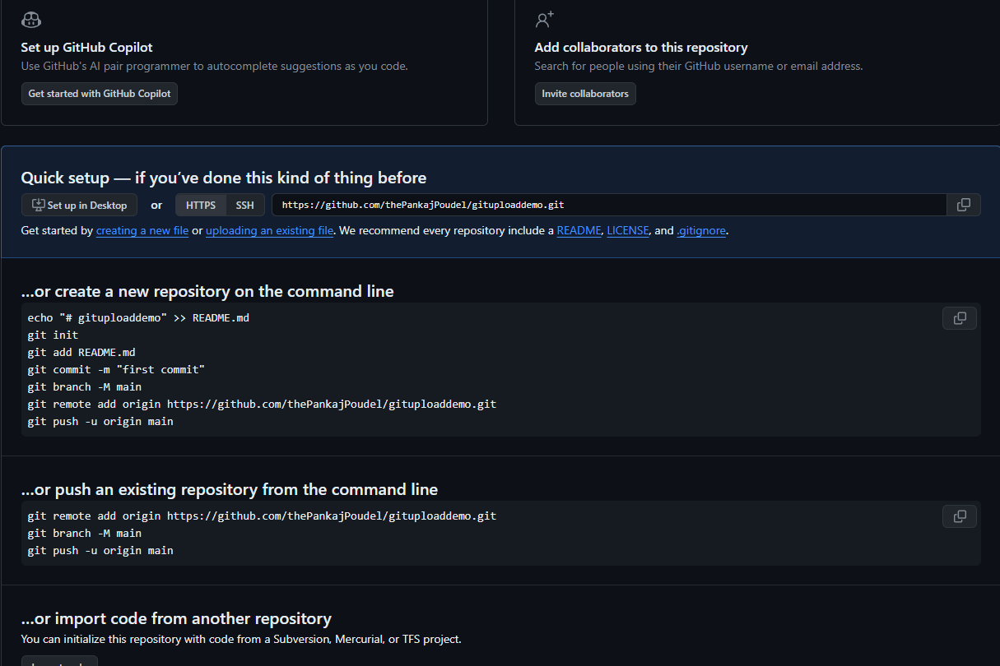 Set up GitHub Copilot
Use GitHub's AI pair programmer to autocomplete suggestions as you code.
Get started with GitHub Copilot
Add collaborators to this repository
Search for people using their GitHub username or email address.
Invite collaborators
Quick setup — if you've done this kind of thing before
Set up in Desktop or HTTPS SSH https://github.com/thePankajPoudel/gituploaddemo.git
Get started by creating a new file or uploading an existing file. We recommend every repository include a README, LICENSE, and .gitignore.
…or create a new repository on the command line
echo "# gituploaddemo" >> README.md
git init
git add README.md
git commit -m "first commit"
git branch -M main
git remote add origin https://github.com/thePankajPoudel/gituploaddemo.git
git push -u origin main
…or push an existing repository from the command line
git remote add origin https://github.com/thePankajPoudel/gituploaddemo.git
git branch -M main
git push -u origin main
…or import code from another repository
You can initialize this repository with code from a Subversion, Mercurial, or TFS project.